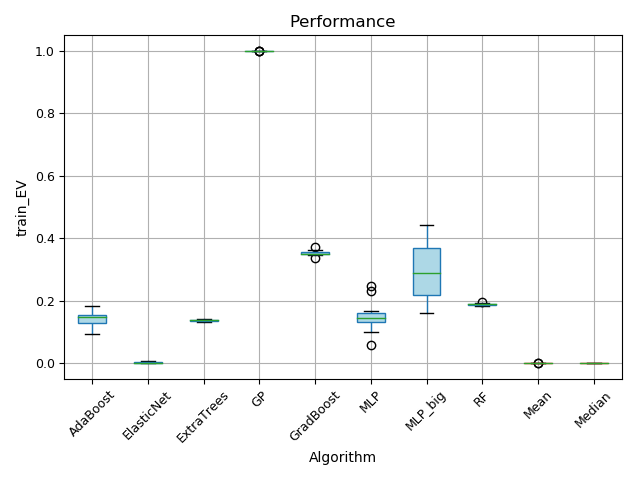 Performance
train_EV
1.0
0.8
0.6
0.4
0.2
0.0
AdaBoost
ElasticNet
ExtraTrees
GP
GradBoost
MLP
MLP_big
RF
Mean
Median
Algorithm